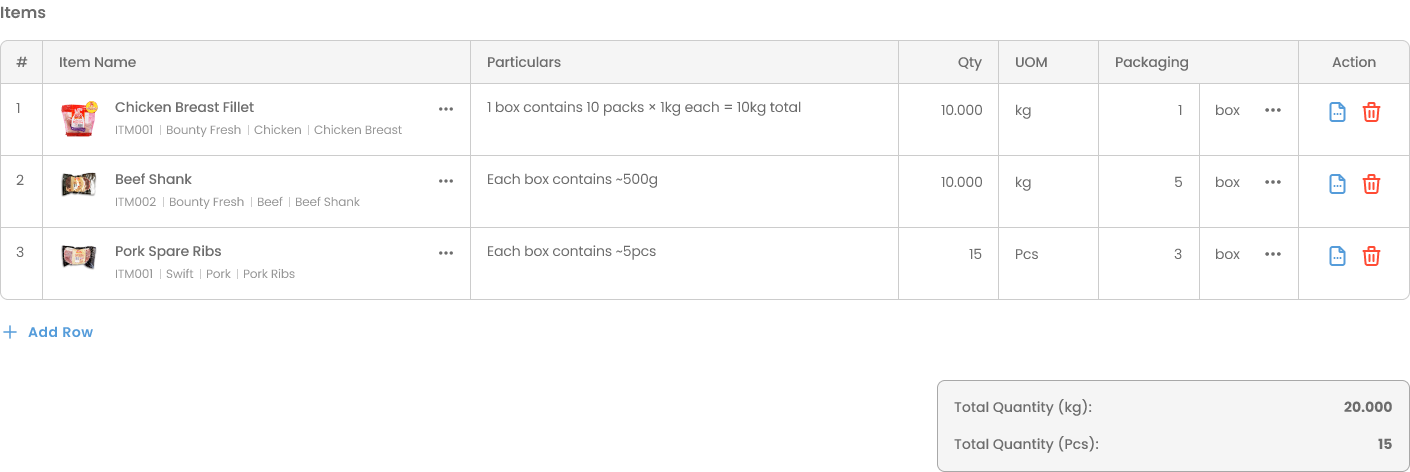 Items
# Item Name Particulars Qty UOM Packaging Action
1 Chicken Breast Fillet 1 box contains 10 packs × 1kg each = 10kg total 10.000 kg 1 box
ITM001 | Bounty Fresh | Chicken | Chicken Breast
2 Beef Shank Each box contains ~500g 10.000 kg 5 box
ITM002 | Bounty Fresh | Beef | Beef Shank
3 Pork Spare Ribs Each box contains ~5pcs 15 Pcs 3 box
ITM001 | Swift | Pork | Pork Ribs
+ Add Row
Total Quantity (kg): 20.000
Total Quantity (Pcs): 15